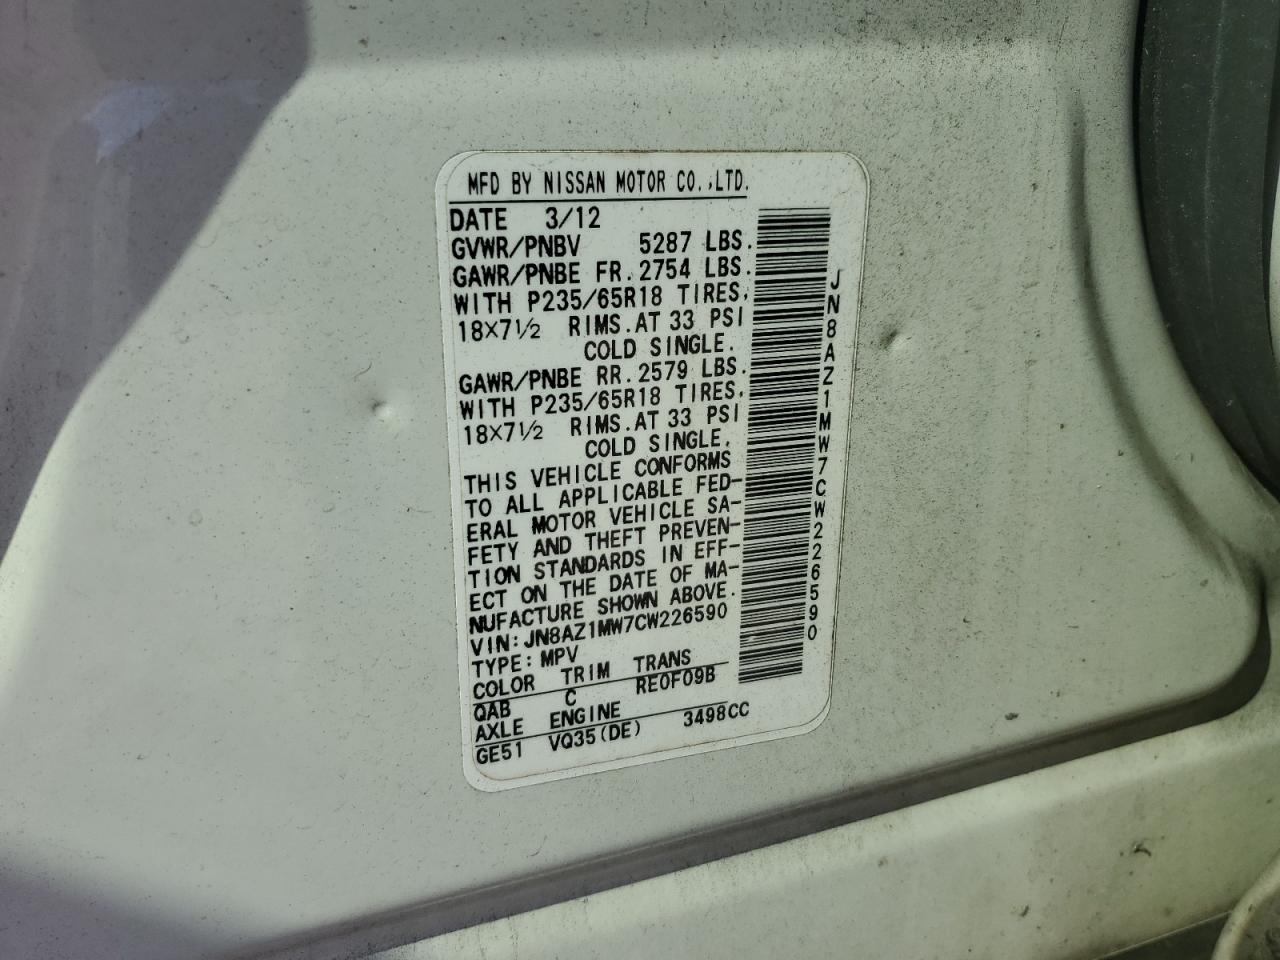 MFD BY NISSAN MOTOR CO.,LTD.
DATE 3/12
GVWR/PNBV 5287 LBS.
GAWR/PNBE FR. 2754 LBS.
WITH P235/65R18 TIRES,
18X7½ RIMS. AT 33 PSI
COLD SINGLE.
GAWR/PNBE RR. 2579 LBS.
WITH P235/65R18 TIRES,
18X7½ RIMS. AT 33 PSI
COLD SINGLE.
THIS VEHICLE CONFORMS
TO ALL APPLICABLE FED-
ERAL MOTOR VEHICLE SA-
FETY AND THEFT PREVEN-
TION STANDARDS IN EFF-
ECT ON THE DATE OF MA-
NUFACTURE SHOWN ABOVE.
VIN: JN8AZ1MW7CW226590
TYPE: MPV
COLOR TRIM TRANS
QAB C RE0F09B
AXLE ENGINE
GE51 VQ35(DE) 3498CC
JN8AZ1MW7CW226590